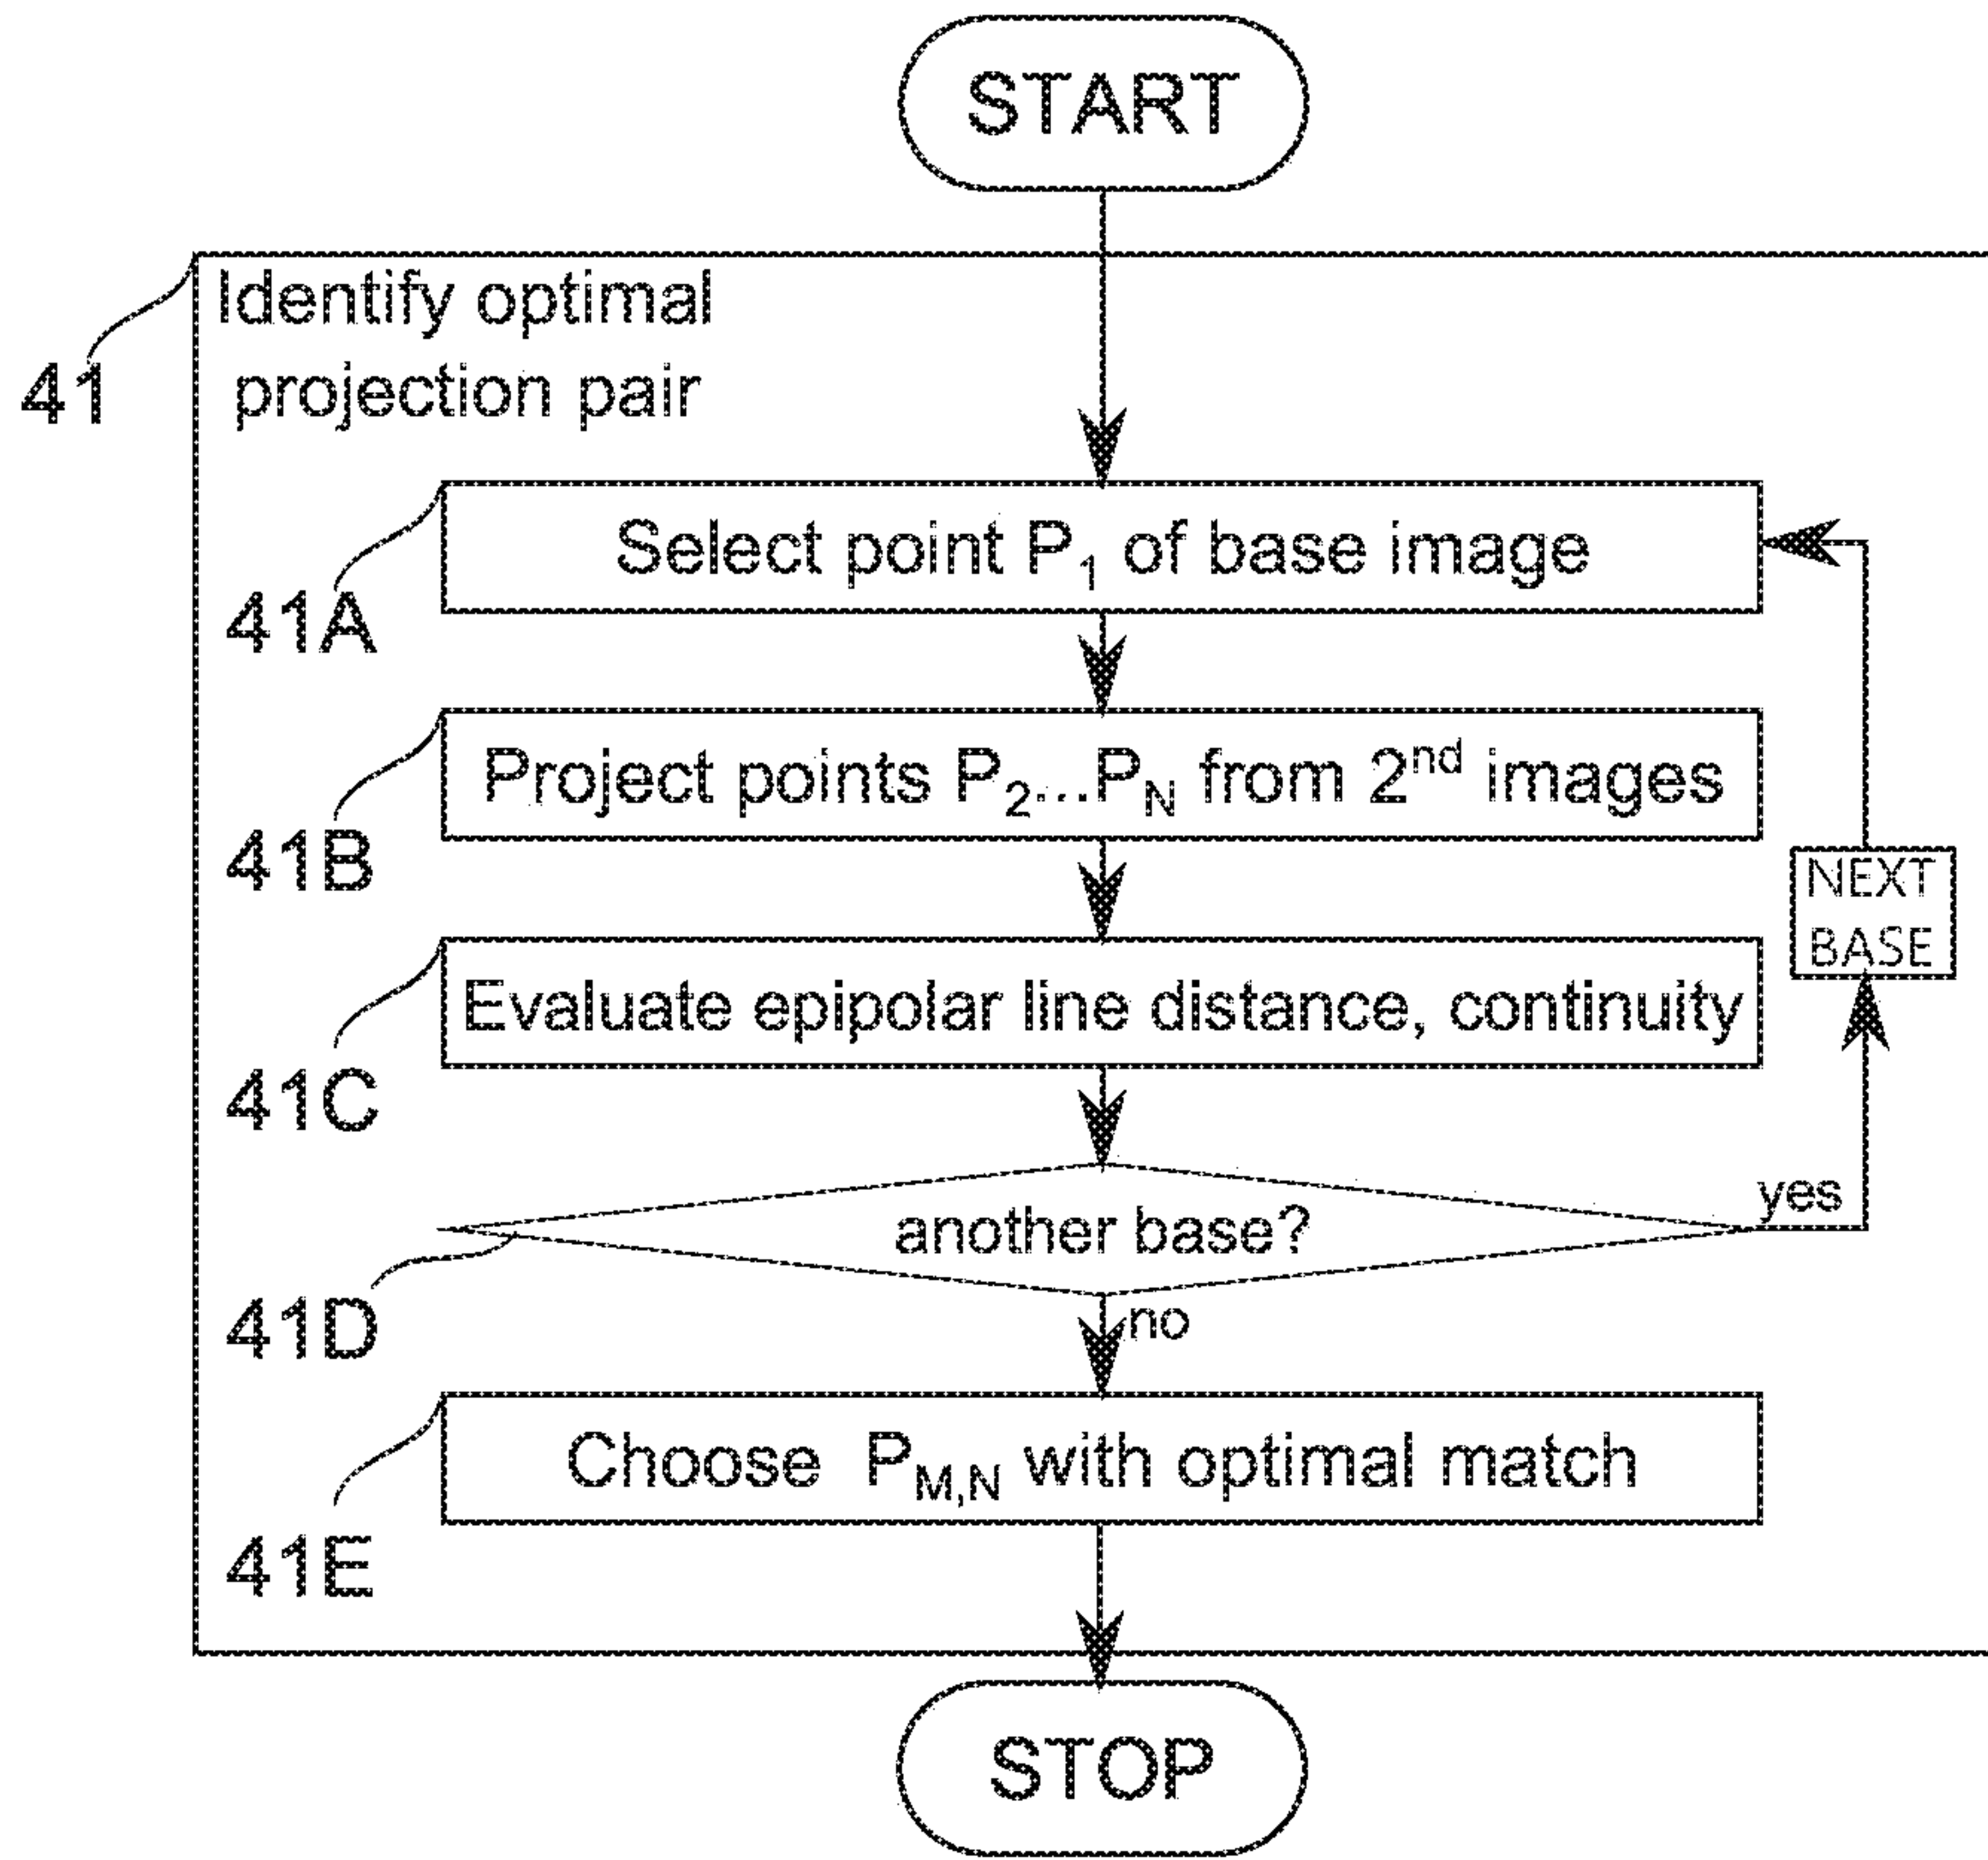 START
Identify optimal
projection pair
41
Select point P₁ of base image
41A
Project points P₂...P_N from 2ⁿᵈ images
41B
NEXT
BASE
Evaluate epipolar line distance, continuity
41C
another base?
yes
41D
no
Choose P_M,N with optimal match
41E
STOP